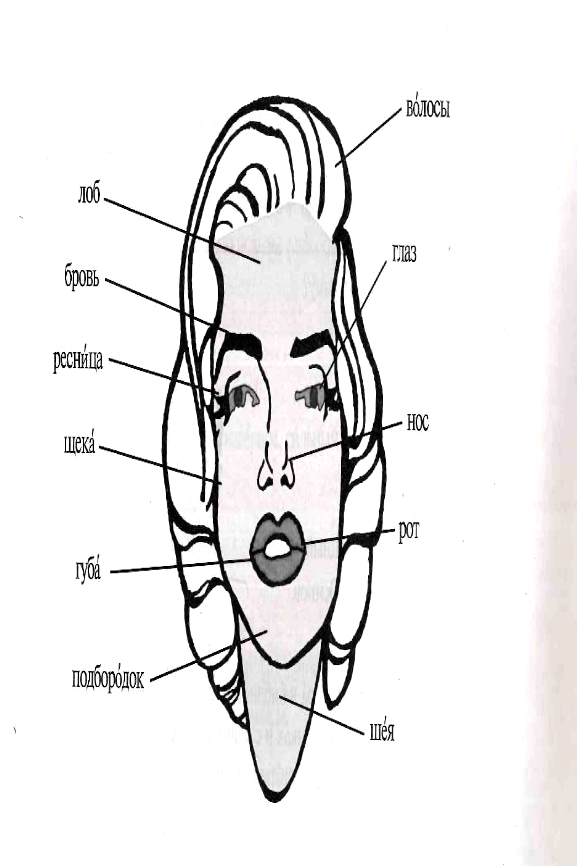 во́лосы
лоб
глаз
бровь
ресни́ца
нос
щека́
рот
губа́
подборо́док
ше́я